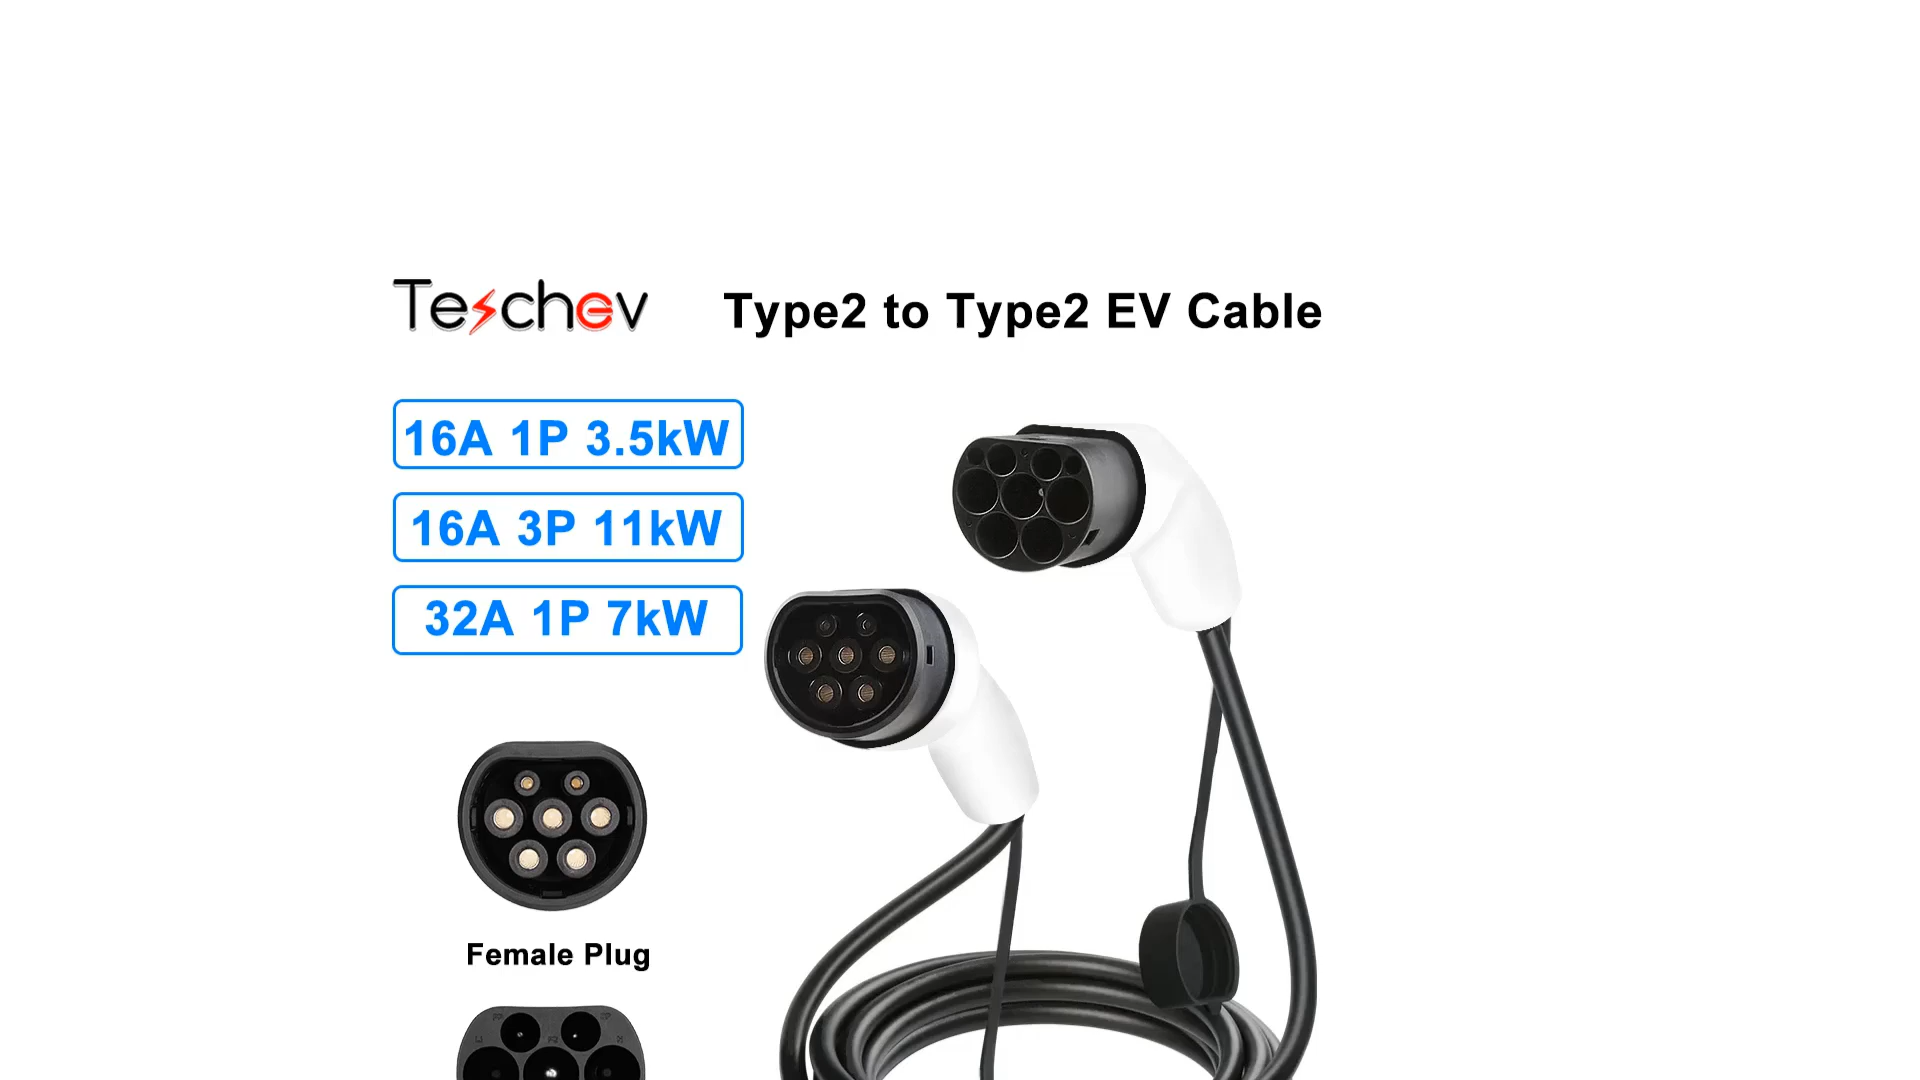 Teschev
Type2 to Type2 EV Cable
16A 1P 3.5kW
16A 3P 11kW
32A 1P 7kW
Female Plug